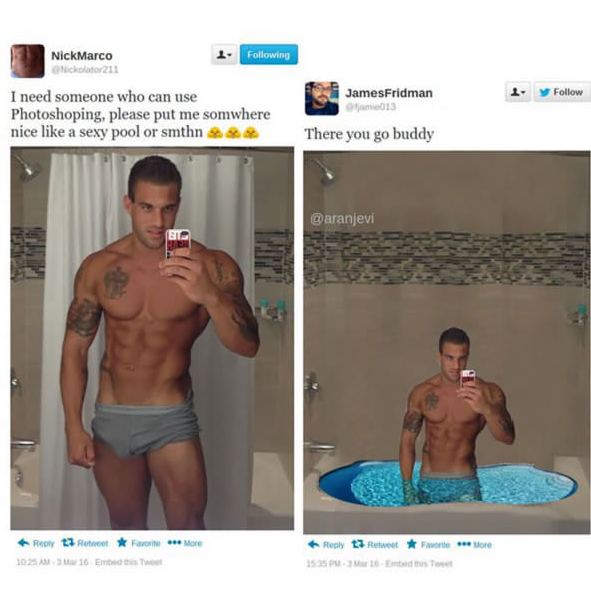 NickMarco
@Nickolator211
Following
I need someone who can use
Photoshoping, please put me somwhere
nice like a sexy pool or smthn
Reply Retweet Favorite More
10:25 AM - 3 Mar 16 · Embed this Tweet
JamesFridman
@fjamie013
Follow
There you go buddy
@aranjevi
Reply Retweet Favorite More
15:35 PM - 3 Mar 16 · Embed this Tweet